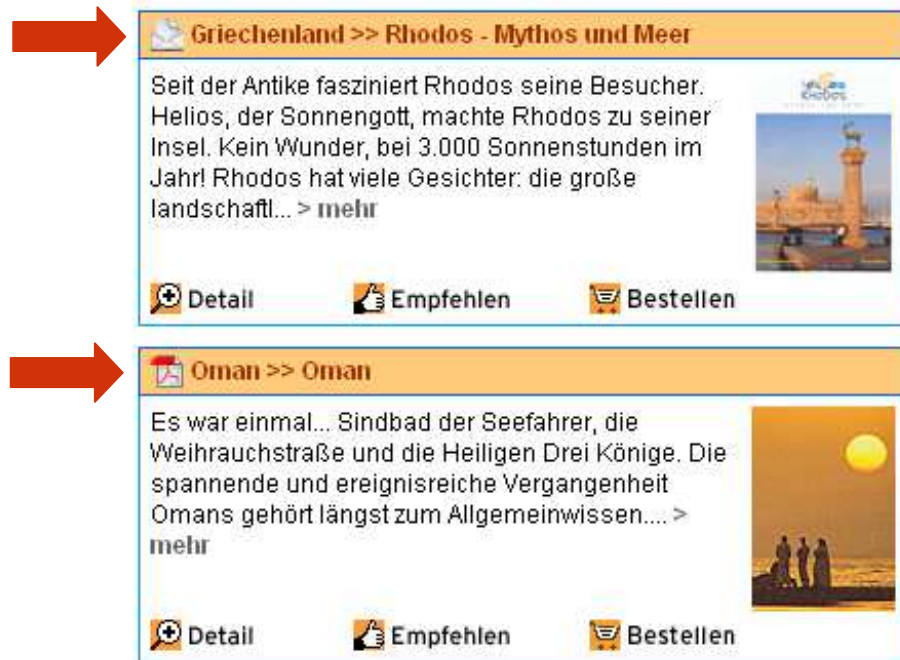 Griechenland >> Rhodos - Mythos und Meer
Seit der Antike fasziniert Rhodos seine Besucher.
Helios, der Sonnengott, machte Rhodos zu seiner
Insel. Kein Wunder, bei 3.000 Sonnenstunden im
Jahr! Rhodos hat viele Gesichter: die große
landschaftl... > mehr
RHODOS
Detail Empfehlen Bestellen
Oman >> Oman
Es war einmal... Sindbad der Seefahrer, die
Weihrauchstraße und die Heiligen Drei Könige. Die
spannende und ereignisreiche Vergangenheit
Omans gehört längst zum Allgemeinwissen.... >
mehr
Detail Empfehlen Bestellen